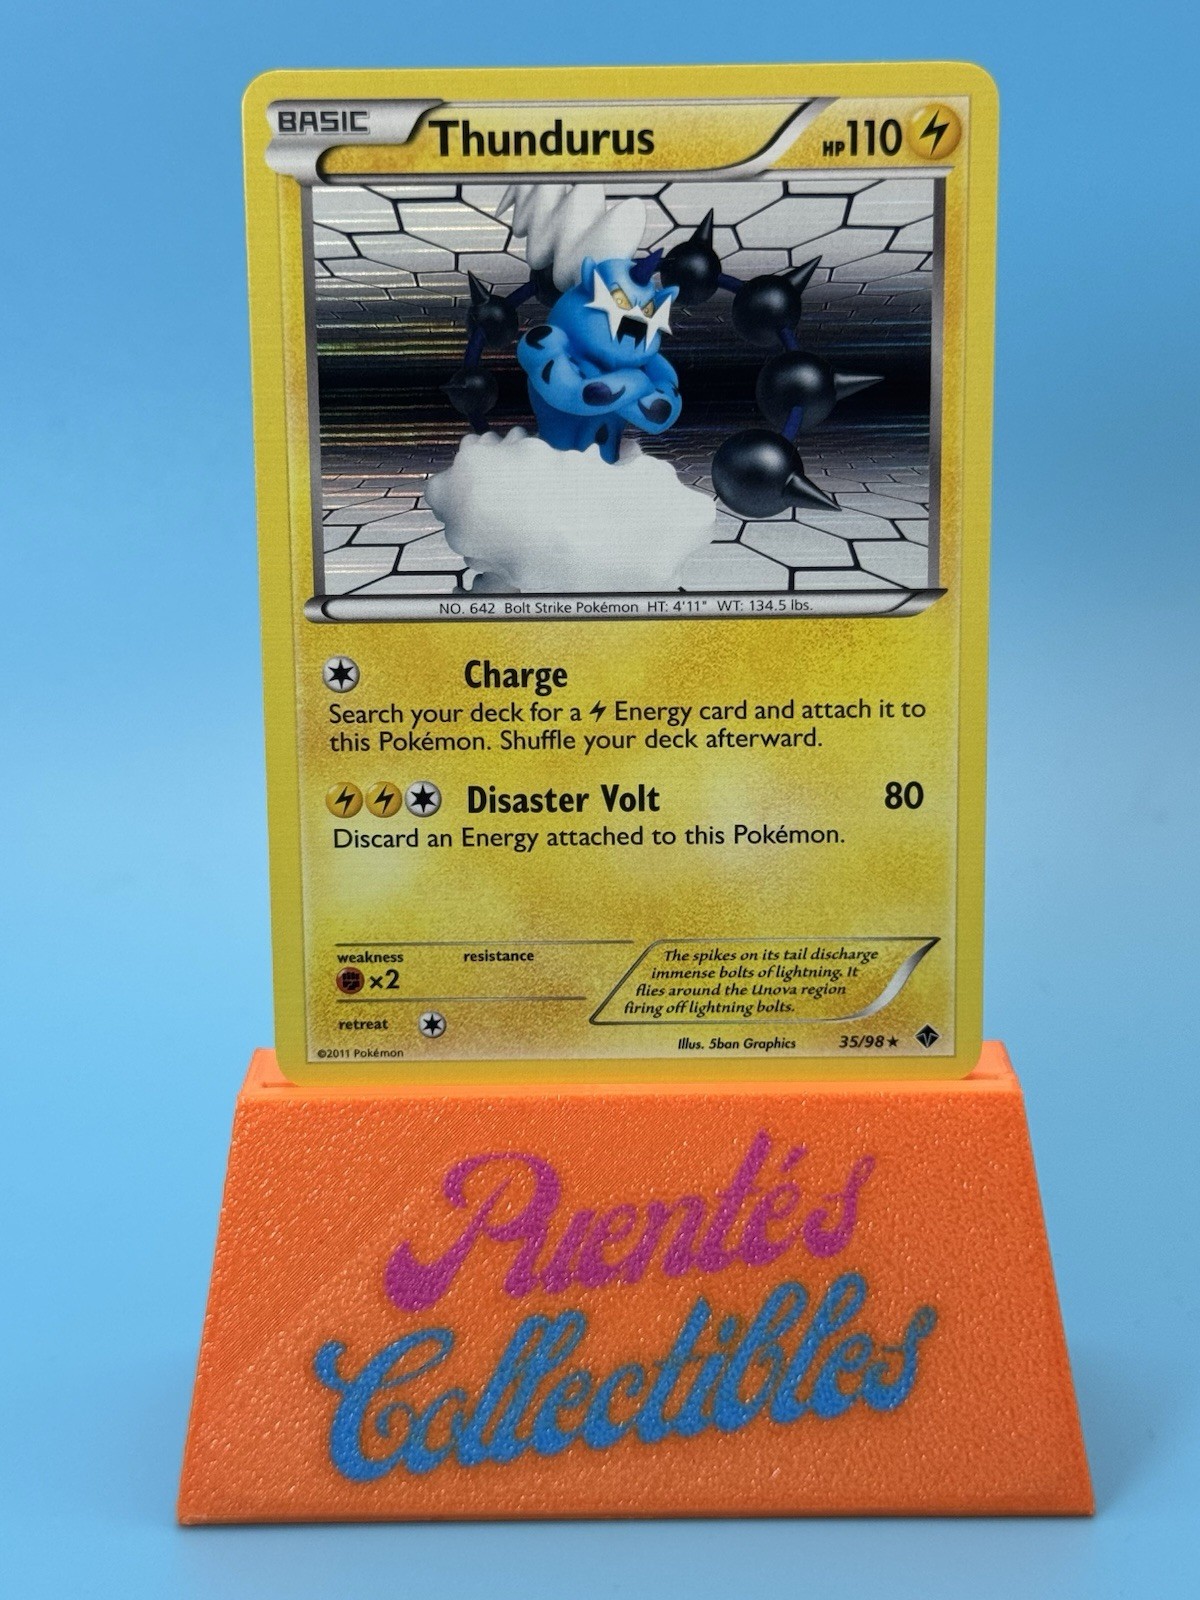 BASIC Thundurus HP110
NO. 642 Bolt Strike Pokémon HT: 4'11" WT: 134.5 lbs.
Charge
Search your deck for a Energy card and attach it to
this Pokémon. Shuffle your deck afterward.
Disaster Volt 80
Discard an Energy attached to this Pokémon.
weakness resistance
×2
retreat
The spikes on its tail discharge
immense bolts of lightning. It
flies around the Unova region
firing off lightning bolts.
©2011 Pokémon Illus. 5ban Graphics 35/98★
Puentés
Collectibles